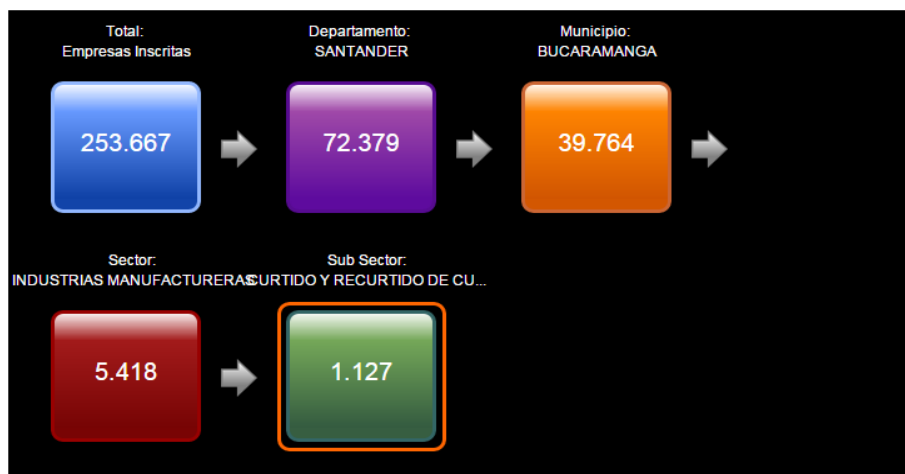 Total:
Empresas Inscritas
Departamento:
SANTANDER
Municipio:
BUCARAMANGA
253.667
72.379
39.764
Sector:
INDUSTRIAS MANUFACTURERAS
Sub Sector:
CURTIDO Y RECURTIDO DE CU...
5.418
1.127